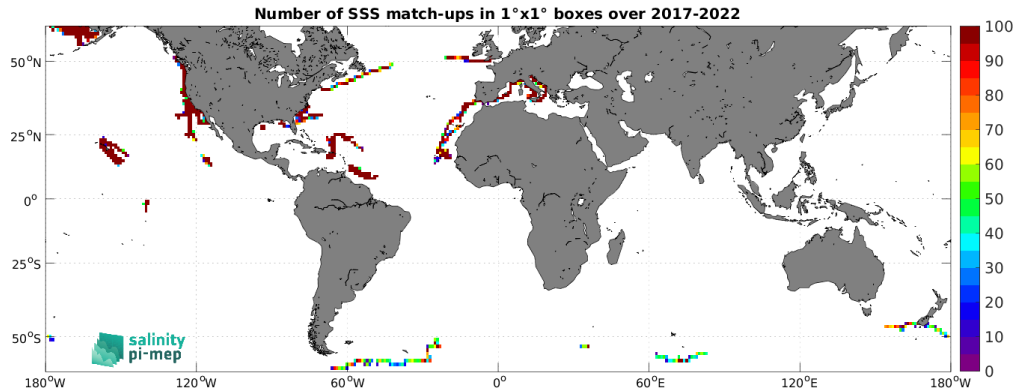 Number of SSS match-ups in 1°x1° boxes over 2017-2022
100
90
80
70
60
50
40
30
20
10
0
50°N
25°N
0°
25°S
50°S
salinity
pi-mep
180°W 120°W 60°W 0° 60°E 120°E 180°W